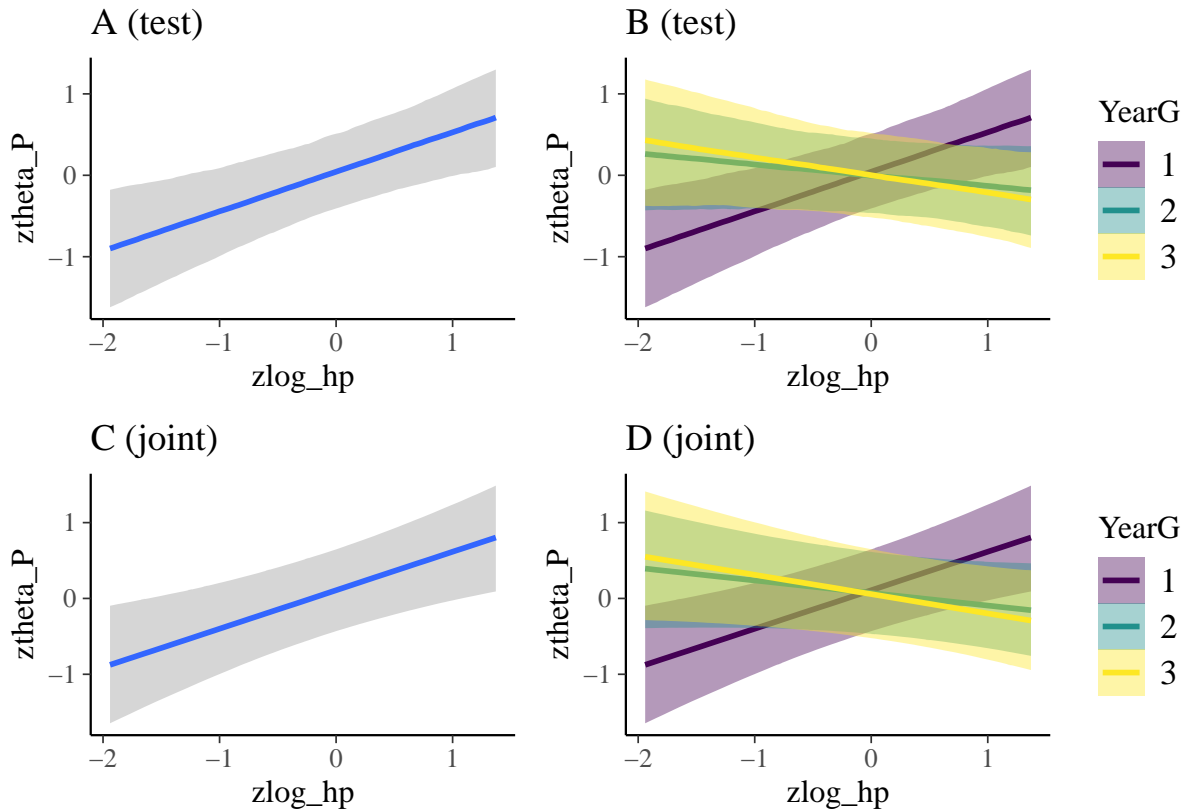 A (test)
1
0
−1
ztheta_P
−2
−1
0
1
zlog_hp
B (test)
1
0
−1
ztheta_P
−2
−1
0
1
zlog_hp
YearG
1
2
3
C (joint)
1
0
−1
ztheta_P
−2
−1
0
1
zlog_hp
D (joint)
1
0
−1
ztheta_P
−2
−1
0
1
zlog_hp
YearG
1
2
3